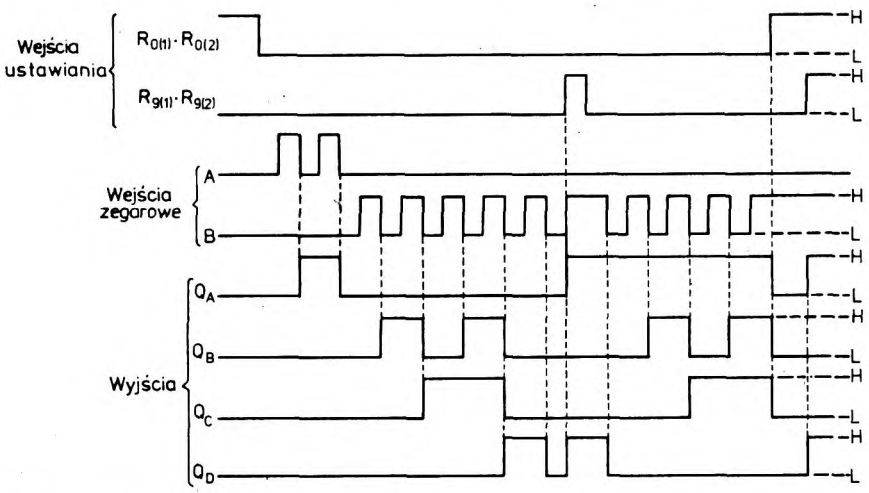 Wejścia
ustawiania
R0(1)·R0(2)
H
L
R9(1)·R9(2)
H
L
Wejścia
zegarowe
A
B
H
L
Wyjścia
QA
H
L
QB
H
L
QC
H
L
QD
H
L